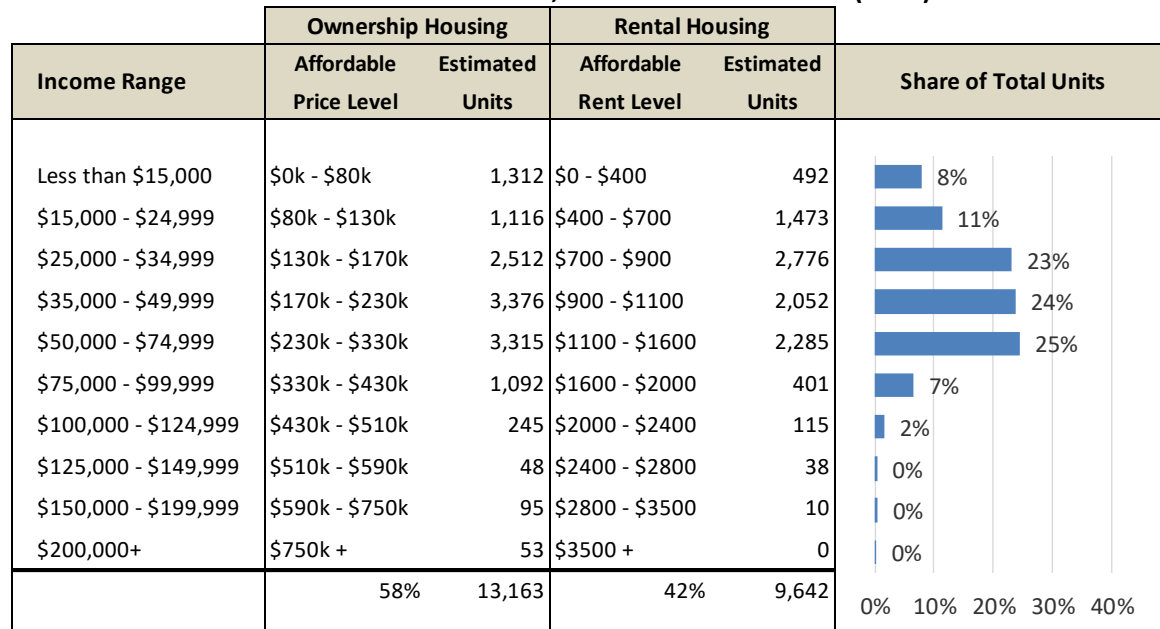 Ownership Housing Rental Housing
Income Range Affordable Price Level Estimated Units Affordable Rent Level Estimated Units Share of Total Units
Less than $15,000 $0k - $80k 1,312 $0 - $400 492 8%
$15,000 - $24,999 $80k - $130k 1,116 $400 - $700 1,473 11%
$25,000 - $34,999 $130k - $170k 2,512 $700 - $900 2,776 23%
$35,000 - $49,999 $170k - $230k 3,376 $900 - $1100 2,052 24%
$50,000 - $74,999 $230k - $330k 3,315 $1100 - $1600 2,285 25%
$75,000 - $99,999 $330k - $430k 1,092 $1600 - $2000 401 7%
$100,000 - $124,999 $430k - $510k 245 $2000 - $2400 115 2%
$125,000 - $149,999 $510k - $590k 48 $2400 - $2800 38 0%
$150,000 - $199,999 $590k - $750k 95 $2800 - $3500 10 0%
$200,000+ $750k + 53 $3500 + 0 0%
58% 13,163 42% 9,642
0% 10% 20% 30% 40%